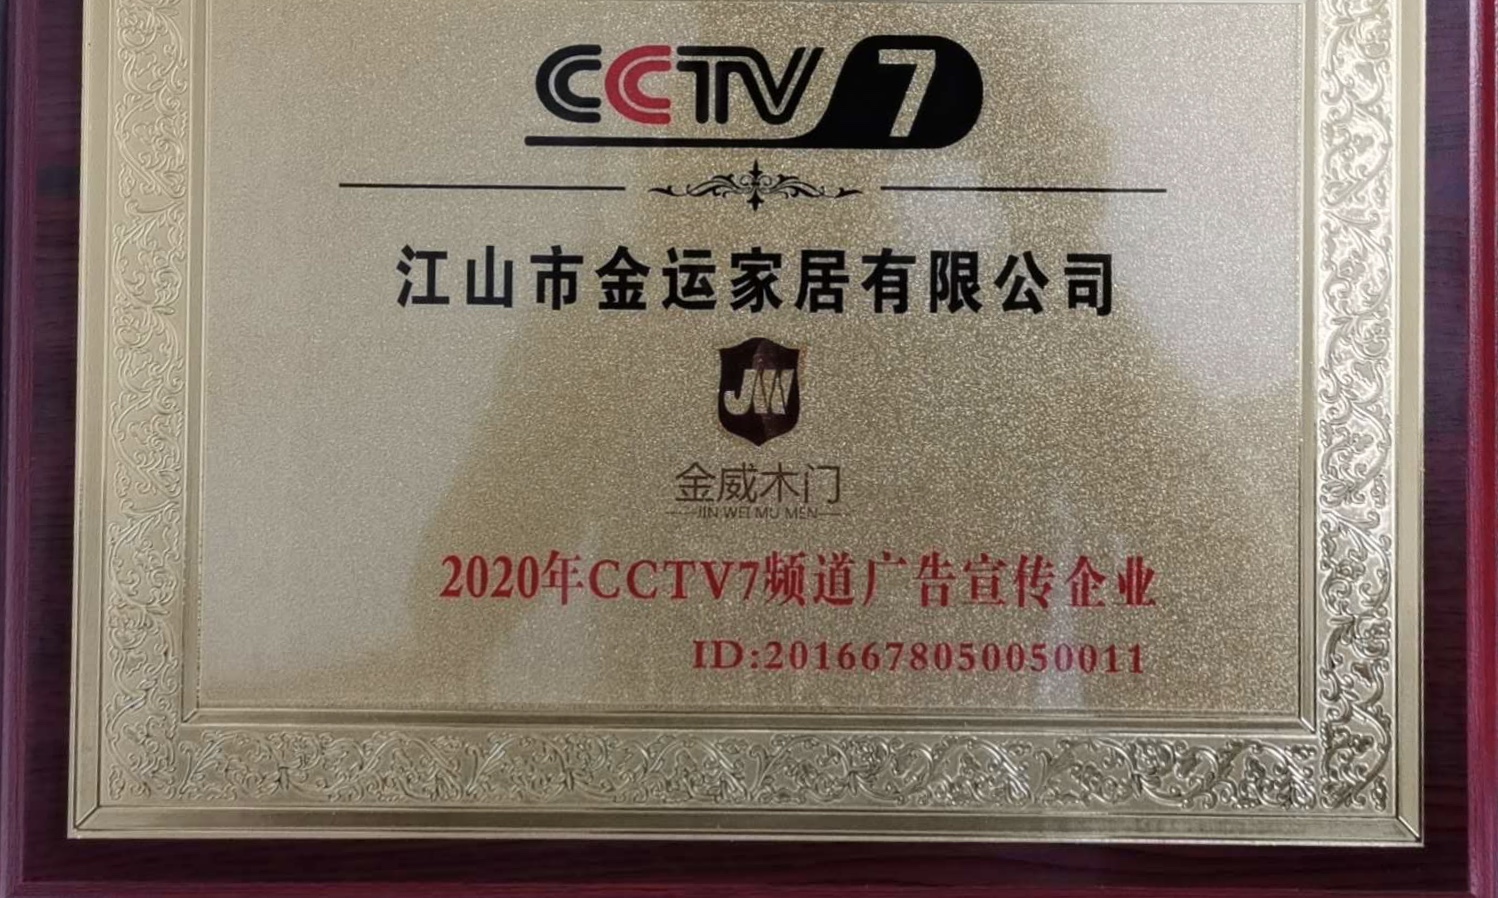 CCTV 7
江山市金运家居有限公司
JW
金威木门
JIN WEI MU MEN
2020年CCTV7频道广告宣传企业
ID:2016678050050011